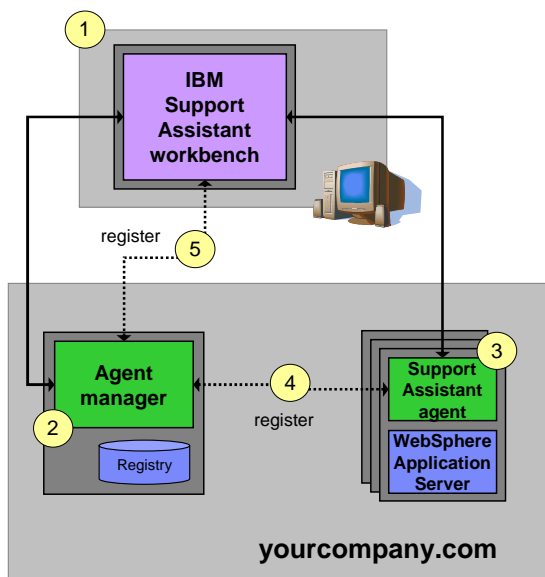 1
IBM
Support
Assistant
workbench
register
5
Agent
manager
2
Registry
4
register
3
Support
Assistant
agent
WebSphere
Application
Server
yourcompany.com